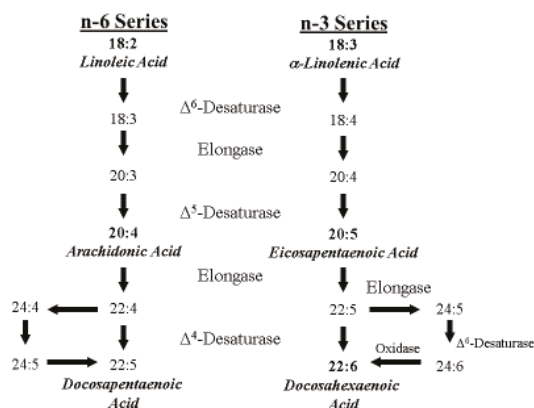 n-6 Series n-3 Series
18:2 18:3
Linoleic Acid α-Linolenic Acid
Δ⁶-Desaturase
18:3 18:4
Elongase
20:3 20:4
Δ⁵-Desaturase
20:4 20:5
Arachidonic Acid Eicosapentaenoic Acid
Elongase Elongase
24:4 22:4 22:5 24:5
Δ⁴-Desaturase Δ⁶-Desaturase
Oxidase
24:5 22:5 22:6 24:6
Docosapentaenoic Docosahexaenoic
Acid Acid